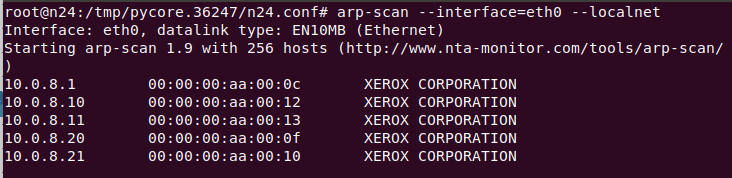 root@n24:/tmp/pycore.36247/n24.conf# arp-scan --interface=eth0 --localnet
Interface: eth0, datalink type: EN10MB (Ethernet)
Starting arp-scan 1.9 with 256 hosts (http://www.nta-monitor.com/tools/arp-scan/
)
10.0.8.1 00:00:00:aa:00:0c XEROX CORPORATION
10.0.8.10 00:00:00:aa:00:12 XEROX CORPORATION
10.0.8.11 00:00:00:aa:00:13 XEROX CORPORATION
10.0.8.20 00:00:00:aa:00:0f XEROX CORPORATION
10.0.8.21 00:00:00:aa:00:10 XEROX CORPORATION